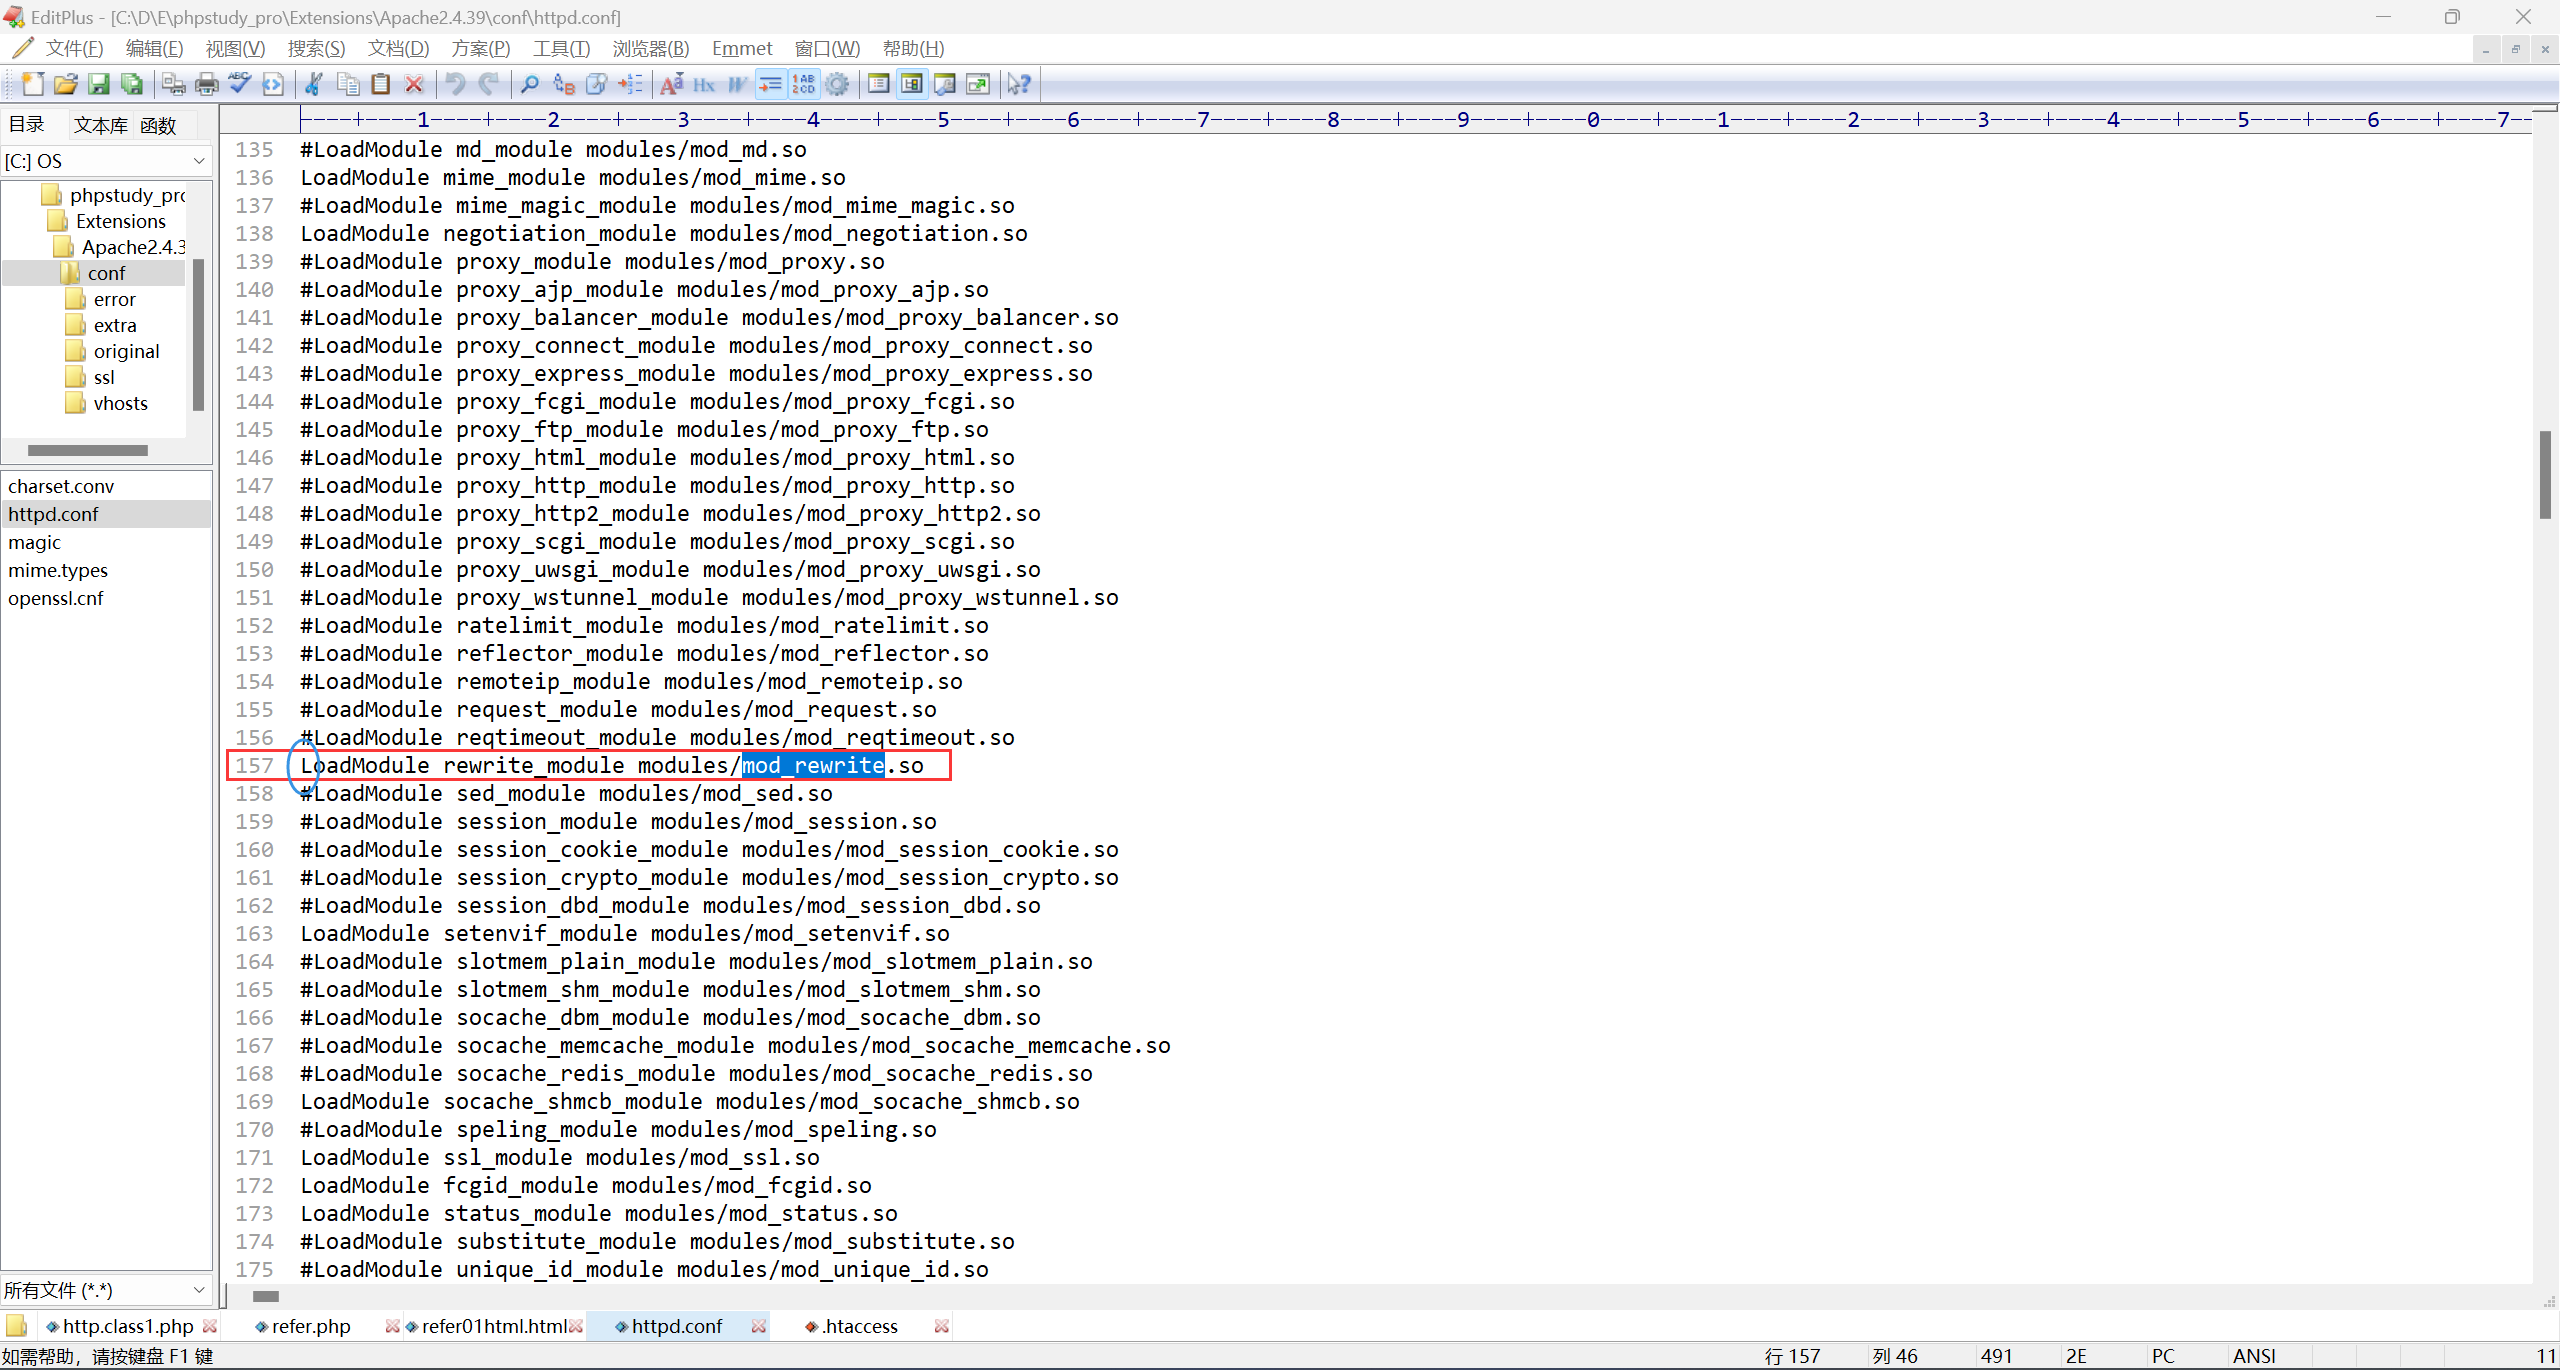 EditPlus - [C:\D\E\phpstudy_pro\Extensions\Apache2.4.39\conf\httpd.conf]
文件(F) 编辑(E) 视图(V) 搜索(S) 文档(D) 方案(P) 工具(T) 浏览器(B) Emmet 窗口(W) 帮助(H)
目录 文本库 函数
[C:] OS
phpstudy_pro
Extensions
Apache2.4.3
conf
error
extra
original
ssl
vhosts
charset.conv
httpd.conf
magic
mime.types
openssl.cnf
所有文件 (*.*)
----+----1----+----2----+----3----+----4----+----5----+----6----+----7----+----8----+----9----+----0----+----1----+----2----+----3----+----4----+----5----+----6----+----7--
135 #LoadModule md_module modules/mod_md.so
136 LoadModule mime_module modules/mod_mime.so
137 #LoadModule mime_magic_module modules/mod_mime_magic.so
138 LoadModule negotiation_module modules/mod_negotiation.so
139 #LoadModule proxy_module modules/mod_proxy.so
140 #LoadModule proxy_ajp_module modules/mod_proxy_ajp.so
141 #LoadModule proxy_balancer_module modules/mod_proxy_balancer.so
142 #LoadModule proxy_connect_module modules/mod_proxy_connect.so
143 #LoadModule proxy_express_module modules/mod_proxy_express.so
144 #LoadModule proxy_fcgi_module modules/mod_proxy_fcgi.so
145 #LoadModule proxy_ftp_module modules/mod_proxy_ftp.so
146 #LoadModule proxy_html_module modules/mod_proxy_html.so
147 #LoadModule proxy_http_module modules/mod_proxy_http.so
148 #LoadModule proxy_http2_module modules/mod_proxy_http2.so
149 #LoadModule proxy_scgi_module modules/mod_proxy_scgi.so
150 #LoadModule proxy_uwsgi_module modules/mod_proxy_uwsgi.so
151 #LoadModule proxy_wstunnel_module modules/mod_proxy_wstunnel.so
152 #LoadModule ratelimit_module modules/mod_ratelimit.so
153 #LoadModule reflector_module modules/mod_reflector.so
154 #LoadModule remoteip_module modules/mod_remoteip.so
155 #LoadModule request_module modules/mod_request.so
156 #LoadModule reqtimeout_module modules/mod_reqtimeout.so
157 LoadModule rewrite_module modules/mod_rewrite.so
158 #LoadModule sed_module modules/mod_sed.so
159 #LoadModule session_module modules/mod_session.so
160 #LoadModule session_cookie_module modules/mod_session_cookie.so
161 #LoadModule session_crypto_module modules/mod_session_crypto.so
162 #LoadModule session_dbd_module modules/mod_session_dbd.so
163 LoadModule setenvif_module modules/mod_setenvif.so
164 #LoadModule slotmem_plain_module modules/mod_slotmem_plain.so
165 #LoadModule slotmem_shm_module modules/mod_slotmem_shm.so
166 #LoadModule socache_dbm_module modules/mod_socache_dbm.so
167 #LoadModule socache_memcache_module modules/mod_socache_memcache.so
168 #LoadModule socache_redis_module modules/mod_socache_redis.so
169 LoadModule socache_shmcb_module modules/mod_socache_shmcb.so
170 #LoadModule speling_module modules/mod_speling.so
171 LoadModule ssl_module modules/mod_ssl.so
172 LoadModule fcgid_module modules/mod_fcgid.so
173 LoadModule status_module modules/mod_status.so
174 #LoadModule substitute_module modules/mod_substitute.so
175 #LoadModule unique_id_module modules/mod_unique_id.so
http.class1.php refer.php refer01html.html httpd.conf .htaccess
如需帮助，请按键盘 F1 键 行 157 列 46 491 2E PC ANSI 11